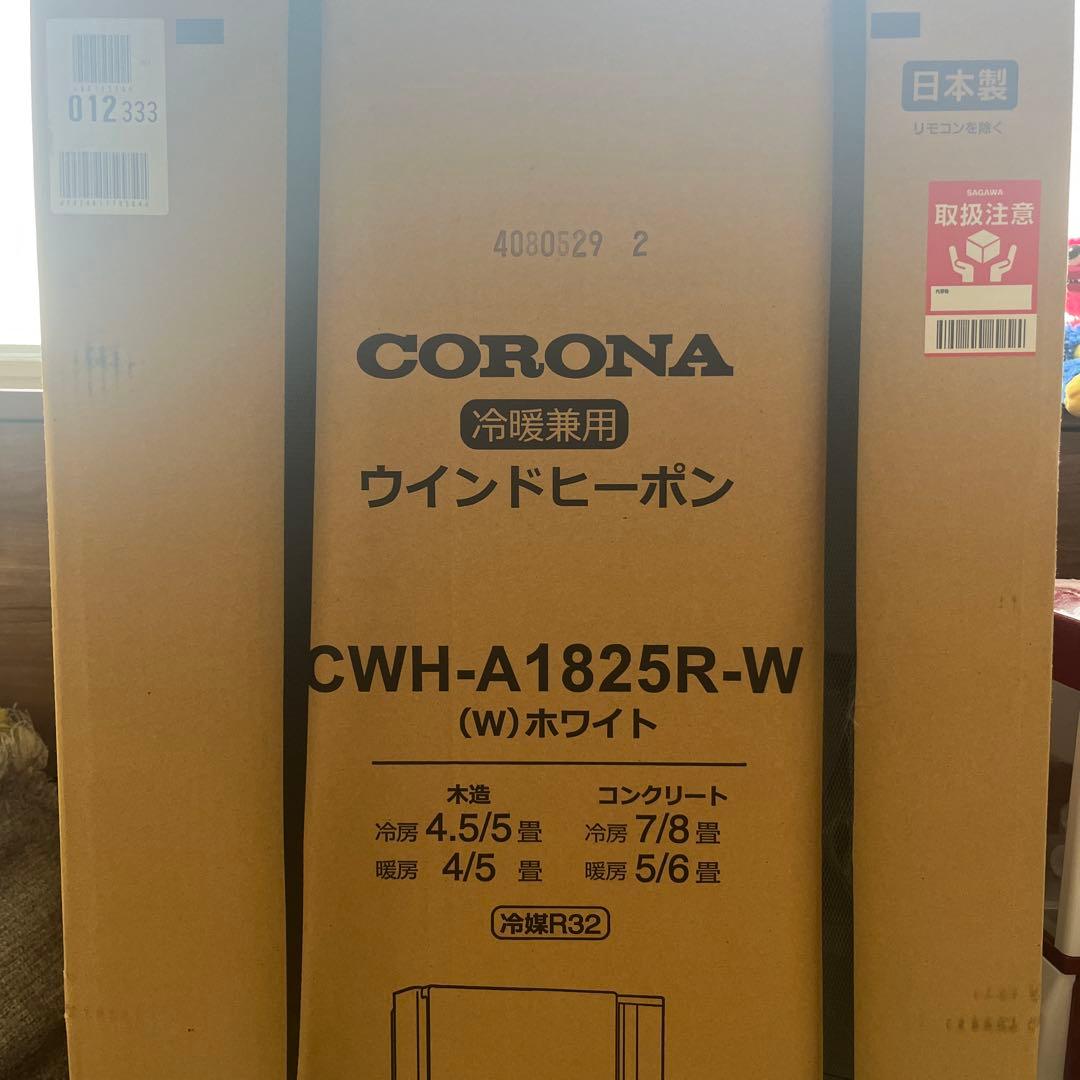 012 333
日本製
リモコンを除く
SAGAWA
取扱注意
4080529 2
CORONA
冷暖兼用
ウインドヒーポン
CWH-A1825R-W
(W)ホワイト
木造 コンクリート
冷房 4.5/5 畳 冷房 7/8 畳
暖房 4/5 畳 暖房 5/6 畳
冷媒R32